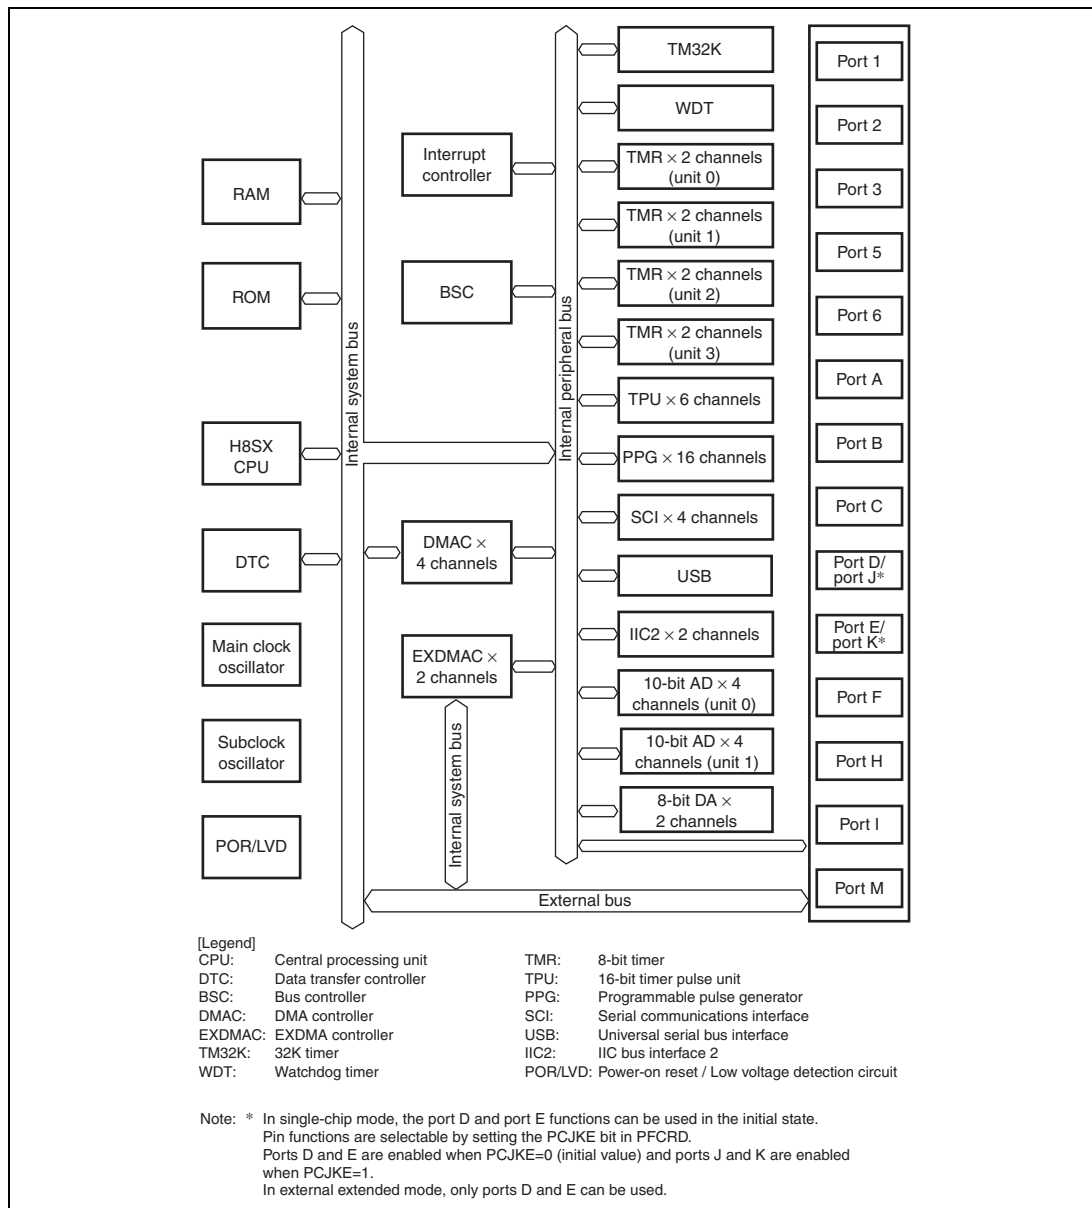 RAM
ROM
H8SX
CPU
DTC
Main clock
oscillator
Subclock
oscillator
POR/LVD
Internal system bus
Interrupt
controller
BSC
DMAC ×
4 channels
EXDMAC ×
2 channels
Internal system bus
Internal peripheral bus
TM32K
WDT
TMR × 2 channels
(unit 0)
TMR × 2 channels
(unit 1)
TMR × 2 channels
(unit 2)
TMR × 2 channels
(unit 3)
TPU × 6 channels
PPG × 16 channels
SCI × 4 channels
USB
IIC2 × 2 channels
10-bit AD × 4
channels (unit 0)
10-bit AD × 4
channels (unit 1)
8-bit DA ×
2 channels
External bus
Port 1
Port 2
Port 3
Port 5
Port 6
Port A
Port B
Port C
Port D/
port J*
Port E/
port K*
Port F
Port H
Port I
Port M
[Legend]
CPU: Central processing unit
DTC: Data transfer controller
BSC: Bus controller
DMAC: DMA controller
EXDMAC: EXDMA controller
TM32K: 32K timer
WDT: Watchdog timer
TMR: 8-bit timer
TPU: 16-bit timer pulse unit
PPG: Programmable pulse generator
SCI: Serial communications interface
USB: Universal serial bus interface
IIC2: IIC bus interface 2
POR/LVD: Power-on reset / Low voltage detection circuit
Note: * In single-chip mode, the port D and port E functions can be used in the initial state.
Pin functions are selectable by setting the PCJKE bit in PFCRD.
Ports D and E are enabled when PCJKE=0 (initial value) and ports J and K are enabled
when PCJKE=1.
In external extended mode, only ports D and E can be used.